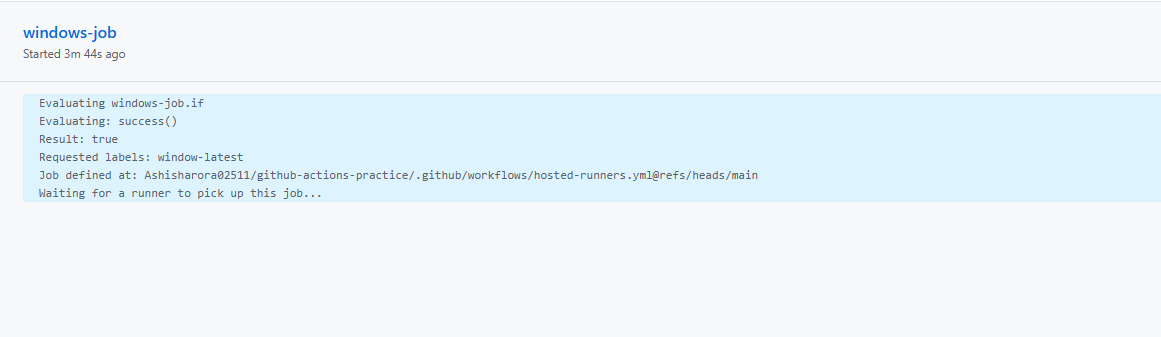 windows-job
Started 3m 44s ago
Evaluating windows-job.if
Evaluating: success()
Result: true
Requested labels: window-latest
Job defined at: Ashisharora02511/github-actions-practice/.github/workflows/hosted-runners.yml@refs/heads/main
Waiting for a runner to pick up this job...